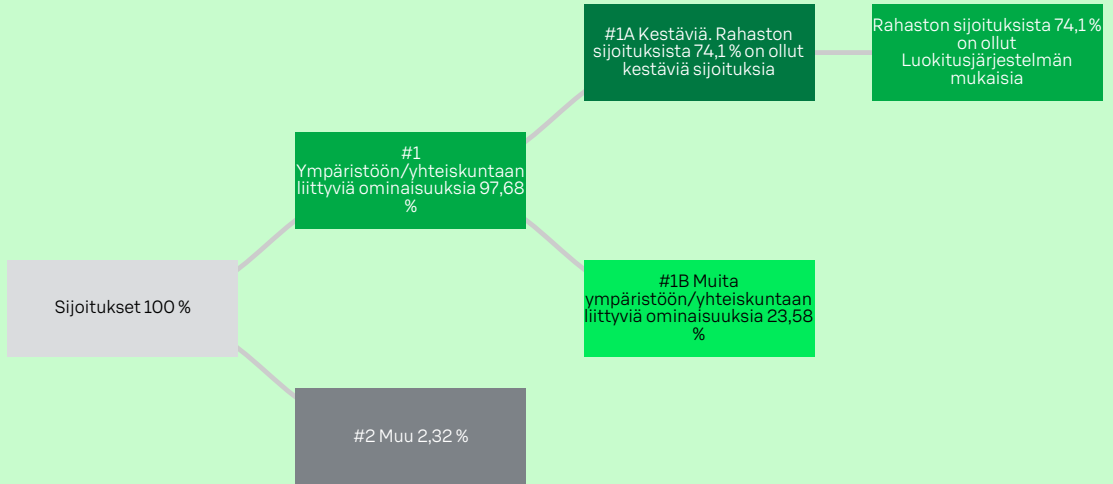 #1A Kestäviä. Rahaston
sijoituksista 74,1 % on ollut
kestäviä sijoituksia
Rahaston sijoituksista 74,1 %
on ollut
Luokitusjärjestelmän
mukaisia
#1
Ympäristöön/yhteiskuntaan
liittyviä ominaisuuksia 97,68
%
Sijoitukset 100 %
#1B Muita
ympäristöön/yhteiskuntaan
liittyviä ominaisuuksia 23,58
%
#2 Muu 2,32 %